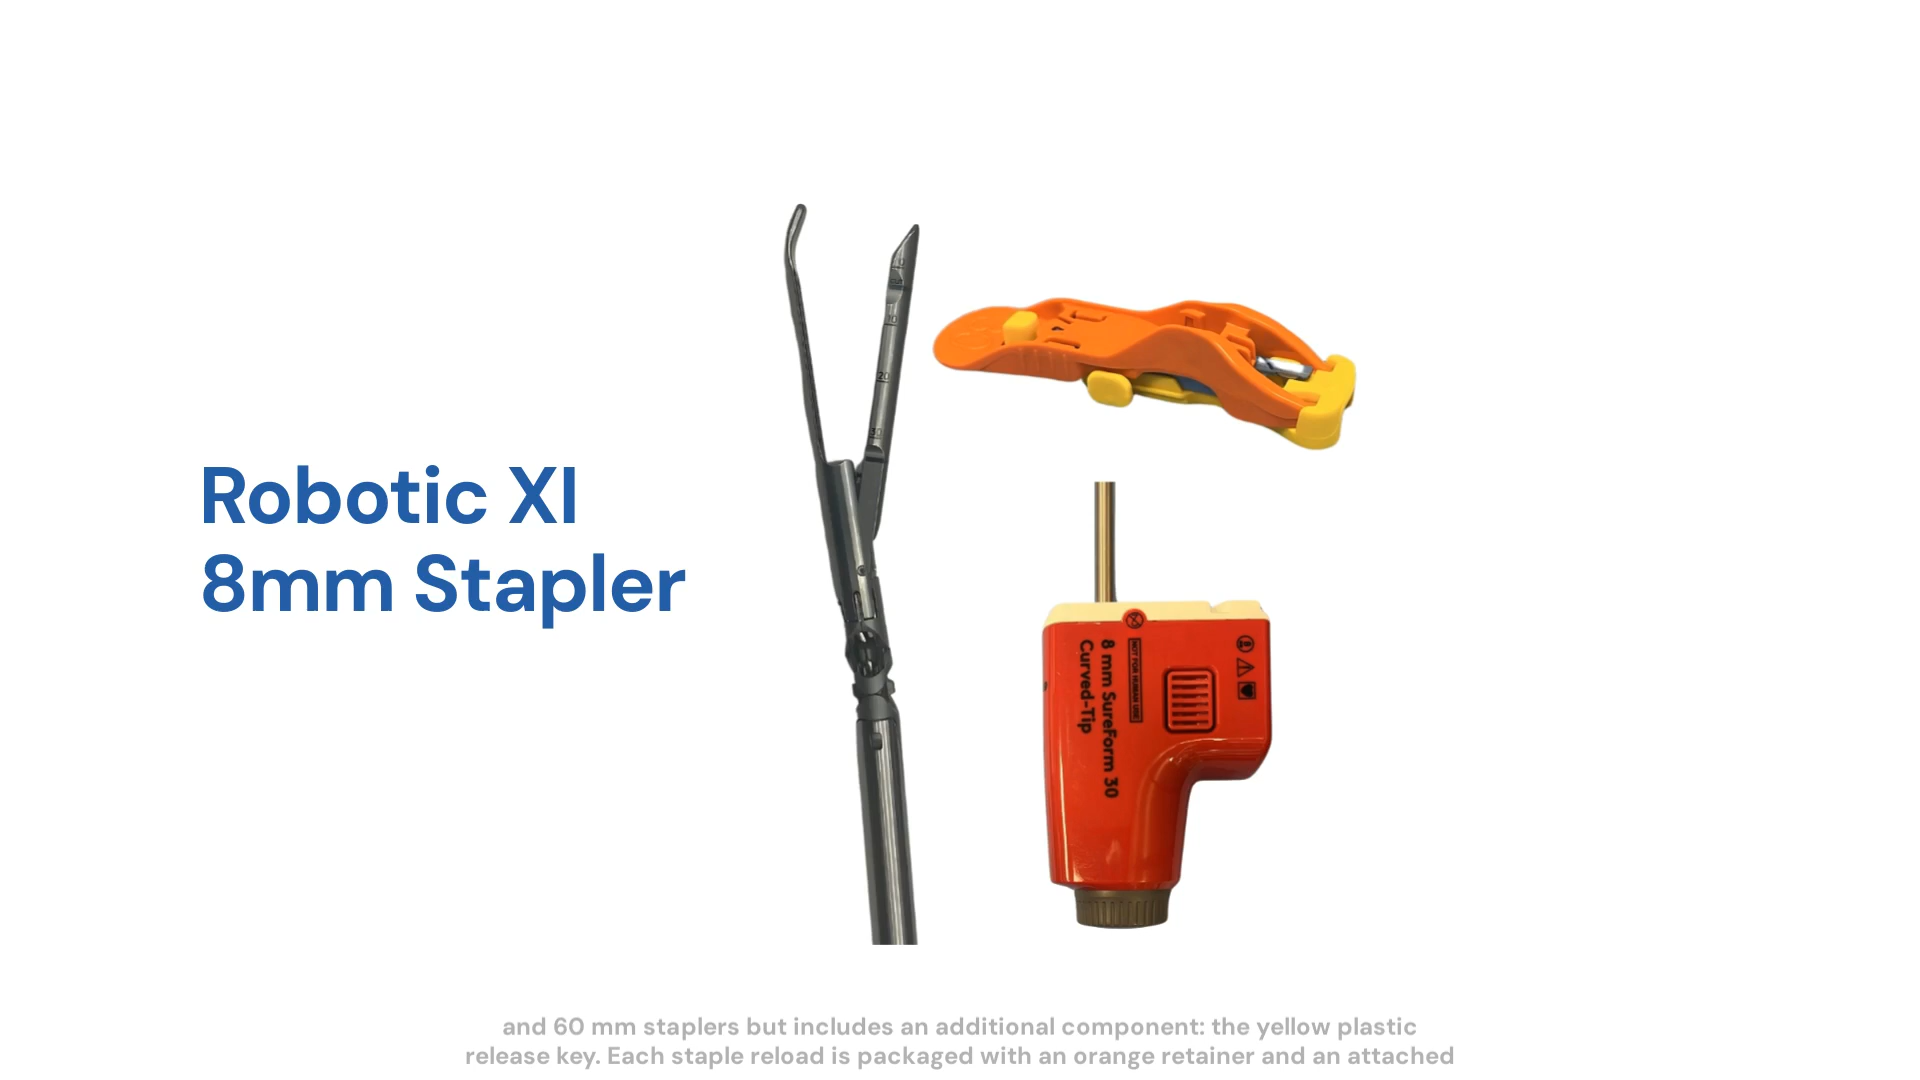 Robotic XI
8mm Stapler
20
NOT FOR HUMAN USE
8 mm SureForm 30
Curved-Tip
and 60 mm staplers but includes an additional component: the yellow plastic
release key. Each staple reload is packaged with an orange retainer and an attached